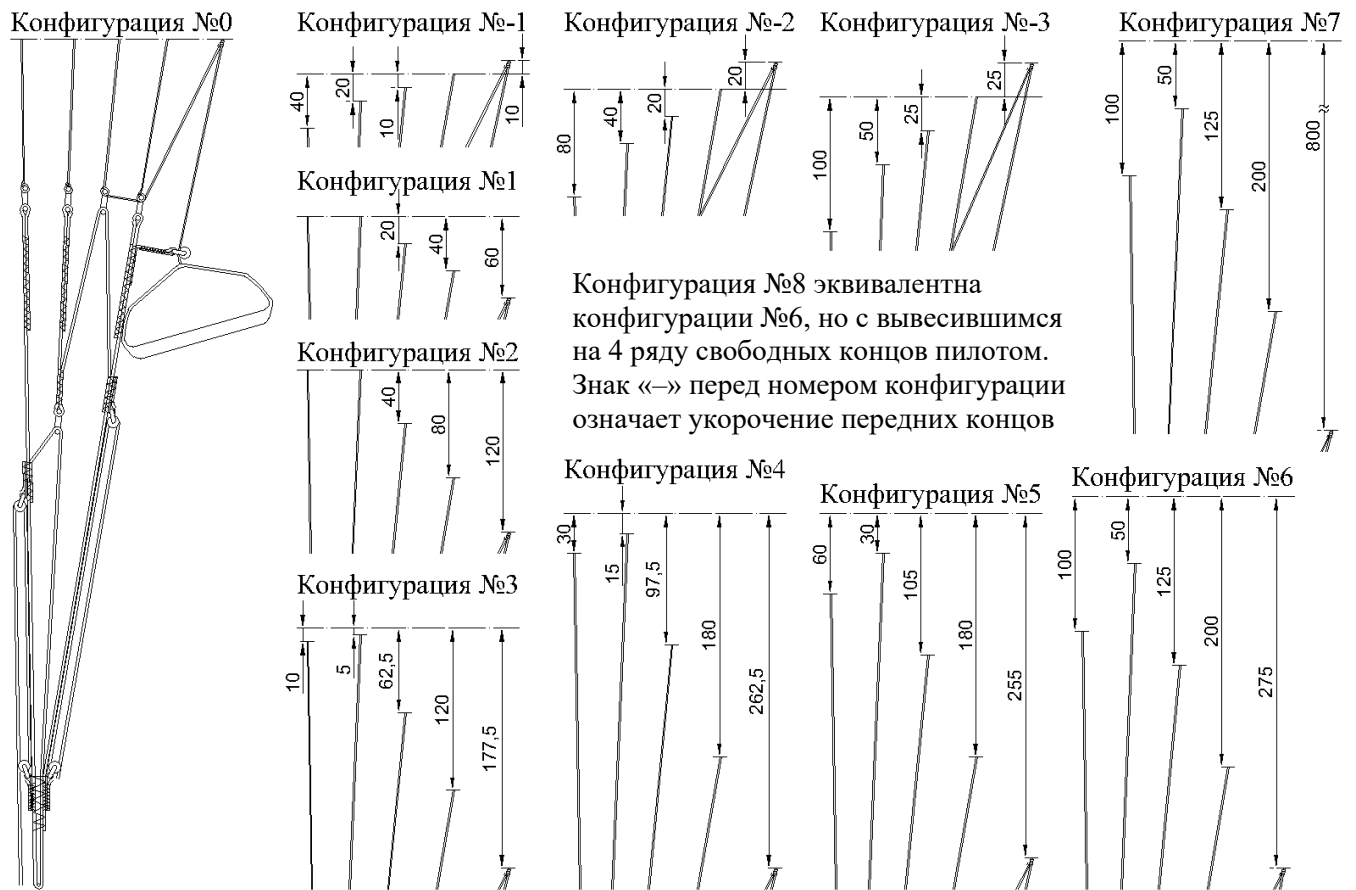 Конфигурация №0
Конфигурация №-1
40
20
10
10
Конфигурация №-2
80
40
20
20
Конфигурация №-3
100
50
25
25
Конфигурация №7
100
50
125
200
800
≈
Конфигурация №1
20
40
60
Конфигурация №8 эквивалентна
конфигурации №6, но с вывесившимся
на 4 ряду свободных концов пилотом.
Знак «–» перед номером конфигурации
означает укорочение передних концов
Конфигурация №2
40
80
120
Конфигурация №4
30
15
97,5
180
262,5
Конфигурация №5
60
30
105
180
255
Конфигурация №6
100
50
125
200
275
Конфигурация №3
10
5
62,5
120
177,5